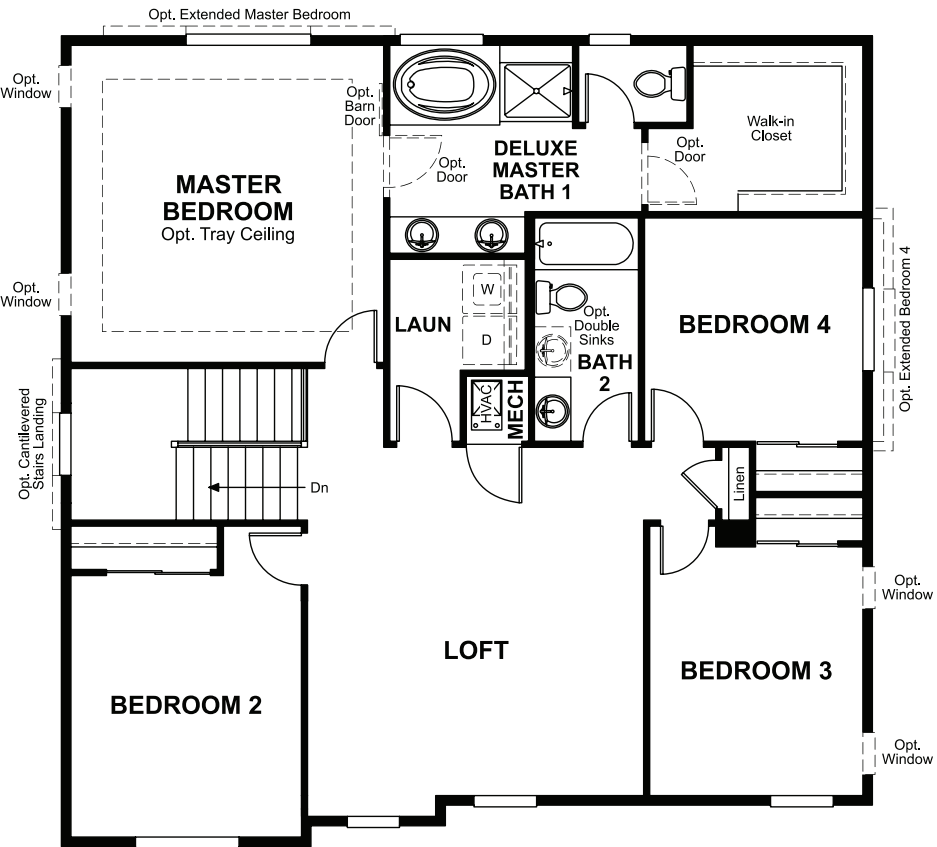 Opt. Extended Master Bedroom
Opt.
Window
Opt.
Barn
Door
Opt.
Door
DELUXE
MASTER
BATH 1
Opt.
Door
Walk-in
Closet
MASTER
BEDROOM
Opt. Tray Ceiling
Opt.
Window
LAUN
W
D
Opt.
Double
Sinks
BATH
2
BEDROOM 4
Opt. Extended Bedroom 4
HVAC
MECH
Opt. Cantilevered
Stairs Landing
Dn
Linen
LOFT
BEDROOM 2
BEDROOM 3
Opt.
Window
Opt.
Window